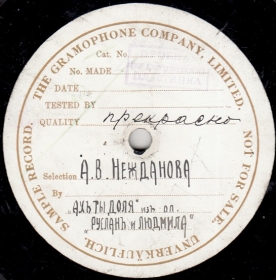 THE GRAMOPHONE COMPANY, LIMITED.
SAMPLE RECORD.
NOT FOR SALE.
UNVERKÄUFLICH.
Cat. No.
No. MADE
DATE
TESTED BY
QUALITY прекрасно
Selection А.В. НЕЖДАНОВА
By
"АХЪ ТЫ ДОЛЯ" изъ оп.
"РУСЛАНЪ И ЛЮДМИЛА"